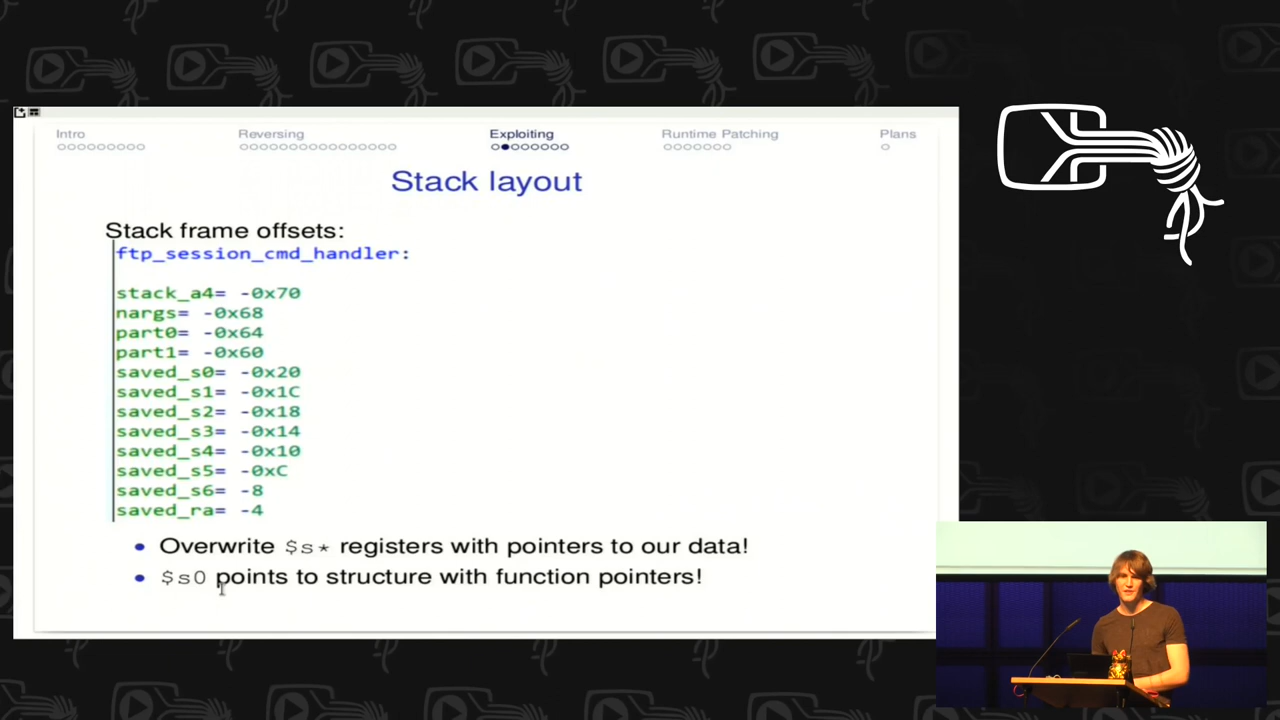 Intro Reversing Exploiting Runtime Patching Plans
Stack layout
Stack frame offsets:
ftp_session_cmd_handler:
stack_a4= -0x70
nargs= -0x68
part0= -0x64
part1= -0x60
saved_s0= -0x20
saved_s1= -0x1C
saved_s2= -0x18
saved_s3= -0x14
saved_s4= -0x10
saved_s5= -0xC
saved_s6= -8
saved_ra= -4
• Overwrite $s* registers with pointers to our data!
• $s0 points to structure with function pointers!